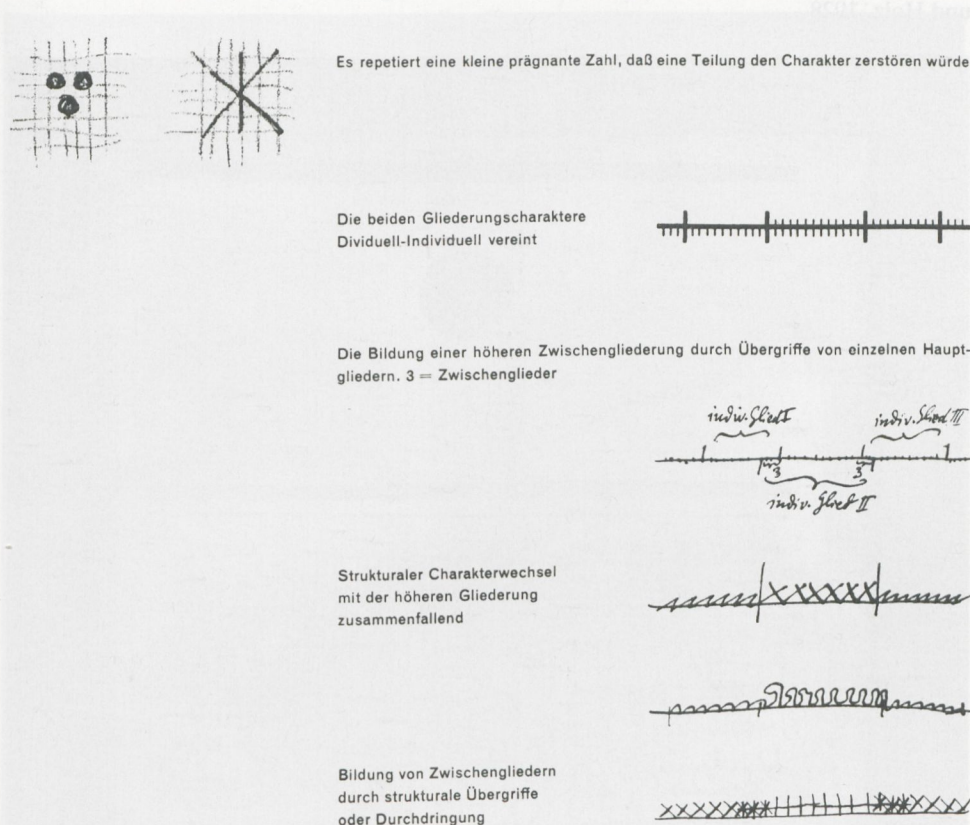 Es repetiert eine kleine prägnante Zahl, daß eine Teilung den Charakter zerstören würde
Die beiden Gliederungscharaktere
Dividuell-Individuell vereint
Die Bildung einer höheren Zwischengliederung durch Übergriffe von einzelnen Haupt-
gliedern. 3 = Zwischenglieder
indiv. Glied I
indiv. Glied III
3
3
indiv. Glied II
Strukturaler Charakterwechsel
mit der höheren Gliederung
zusammenfallend
Bildung von Zwischengliedern
durch strukturale Übergriffe
oder Durchdringung